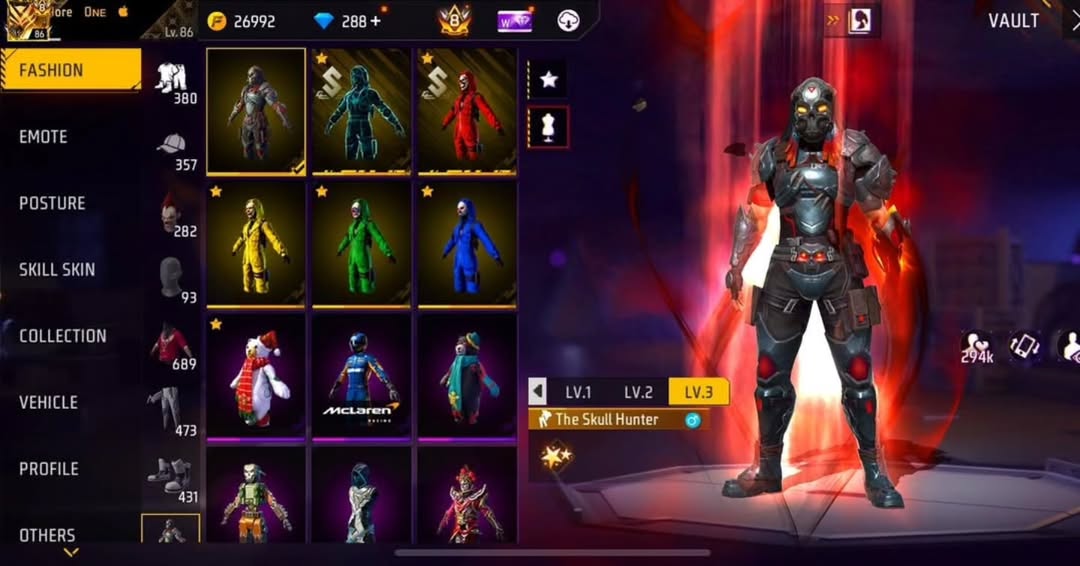 ore One
86
Lv.86
26992
288 +
8
W
VAULT
FASHION
EMOTE
POSTURE
SKILL SKIN
COLLECTION
VEHICLE
PROFILE
OTHERS
380
357
282
93
689
473
431
S
S
McLaren
RACING
LV.1
LV.2
LV.3
The Skull Hunter
294k